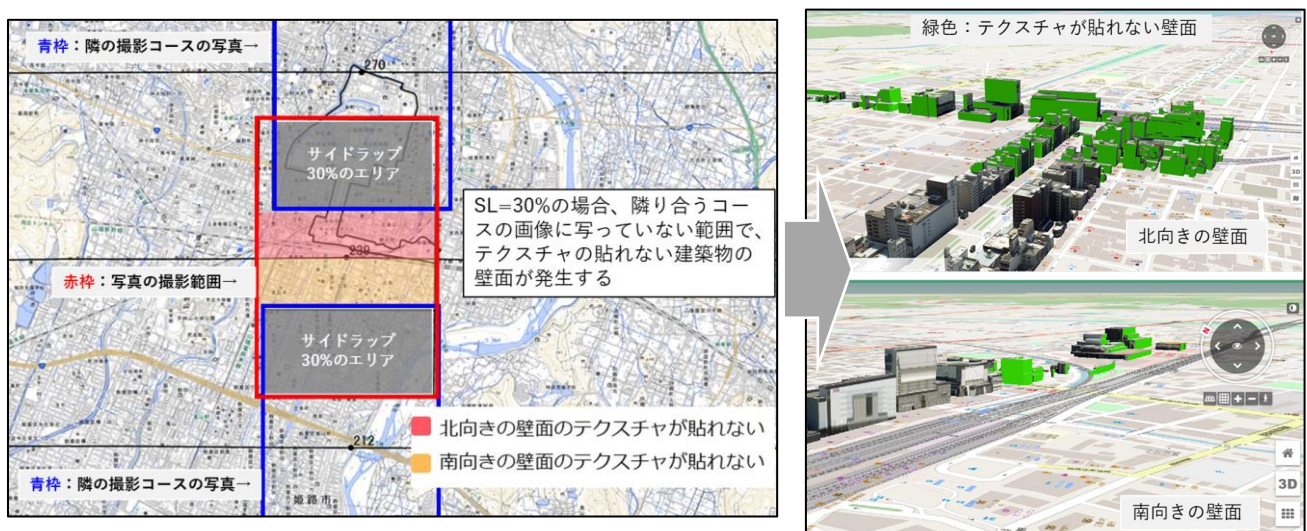 青枠：隣の撮影コースの写真→
270
サイドラップ
30%のエリア
SL=30%の場合、隣り合うコー
スの画像に写っていない範囲で、
テクスチャの貼れない建築物の
壁面が発生する
239
赤枠：写真の撮影範囲→
サイドラップ
30%のエリア
北向きの壁面のテクスチャが貼れない
212
南向きの壁面のテクスチャが貼れない
青枠：隣の撮影コースの写真→
姫路市
緑色：テクスチャが貼れない壁面
3D
北向きの壁面
N
3D
南向きの壁面